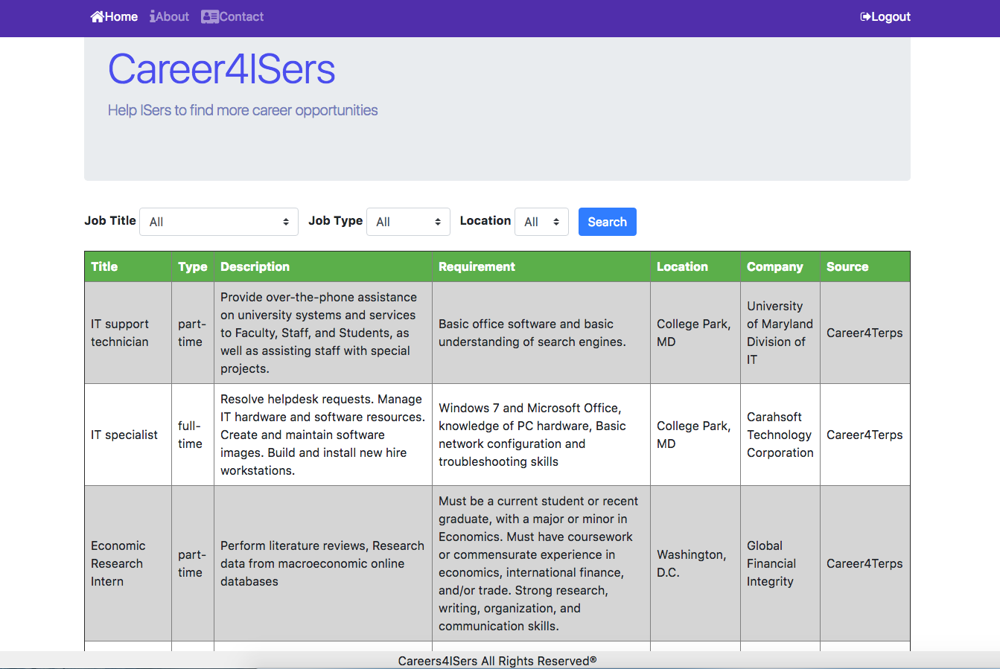 Home About Contact Logout
Career4ISers
Help ISers to find more career opportunities
Job Title All Job Type All Location All Search
Title Type Description Requirement Location Company Source
IT support
technician
part-
time
Provide over-the-phone assistance
on university systems and services
to Faculty, Staff, and Students, as
well as assisting staff with special
projects.
Basic office software and basic
understanding of search engines.
College Park,
MD
University
of Maryland
Division of
IT
Career4Terps
IT specialist
full-
time
Resolve helpdesk requests. Manage
IT hardware and software resources.
Create and maintain software
images. Build and install new hire
workstations.
Windows 7 and Microsoft Office,
knowledge of PC hardware, Basic
network configuration and
troubleshooting skills
College Park,
MD
Carahsoft
Technology
Corporation
Career4Terps
Economic
Research
Intern
part-
time
Perform literature reviews, Research
data from macroeconomic online
databases
Must be a current student or recent
graduate, with a major or minor in
Economics. Must have coursework
or commensurate experience in
economics, international finance,
and/or trade. Strong research,
writing, organization, and
communication skills.
Washington,
D.C.
Global
Financial
Integrity
Career4Terps
Careers4ISers All Rights Reserved®